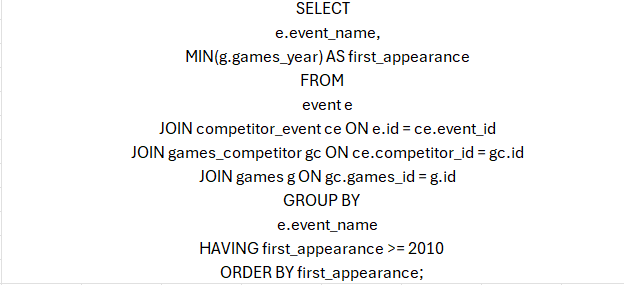 SELECT
e.event_name,
MIN(g.games_year) AS first_appearance
FROM
event e
JOIN competitor_event ce ON e.id = ce.event_id
JOIN games_competitor gc ON ce.competitor_id = gc.id
JOIN games g ON gc.games_id = g.id
GROUP BY
e.event_name
HAVING first_appearance >= 2010
ORDER BY first_appearance;